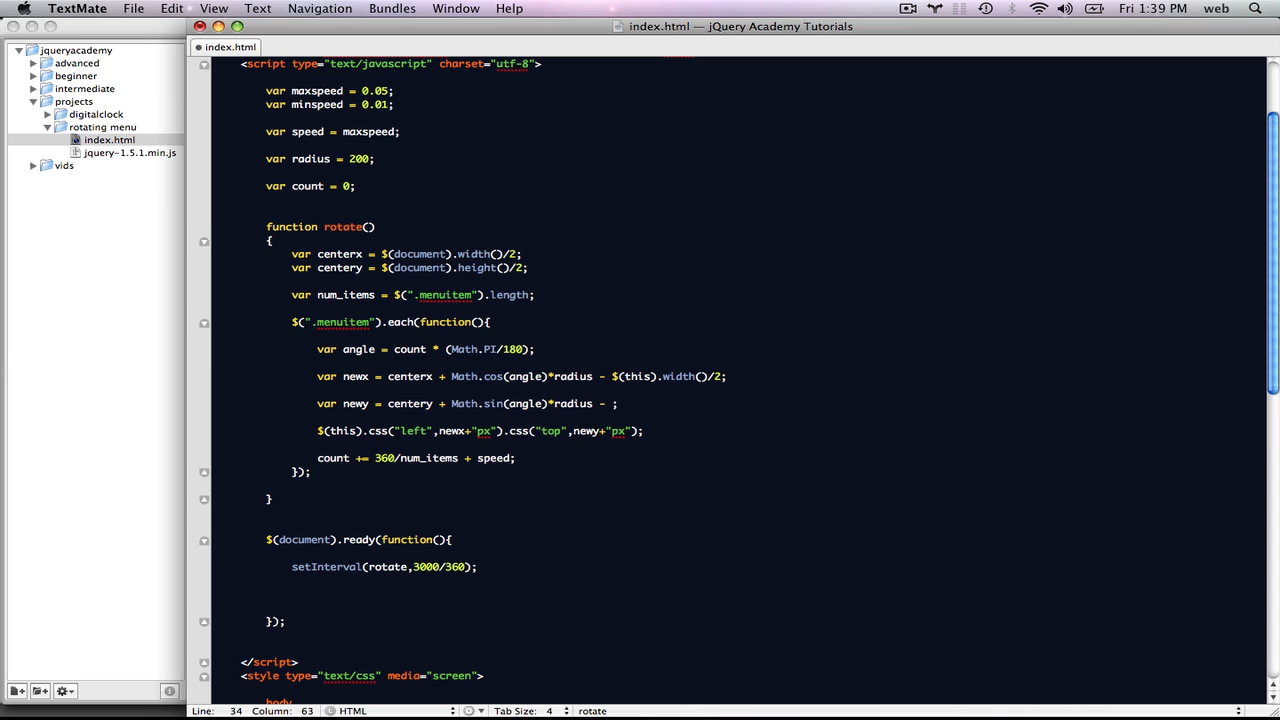 TextMate File Edit View Text Navigation Bundles Window Help Fri 1:39 PM web
index.html — jQuery Academy Tutorials
index.html
jqueryacademy
advanced
beginner
intermediate
projects
digitalclock
rotating menu
index.html
jquery-1.5.1.min.js
vids
<script type="text/javascript" charset="utf-8">
var maxspeed = 0.05;
var minspeed = 0.01;
var speed = maxspeed;
var radius = 200;
var count = 0;
function rotate()
{
var centerx = $(document).width()/2;
var centery = $(document).height()/2;
var num_items = $(".menuitem").length;
$(".menuitem").each(function(){
var angle = count * (Math.PI/180);
var newx = centerx + Math.cos(angle)*radius - $(this).width()/2;
var newy = centery + Math.sin(angle)*radius - ;
$(this).css("left",newx+"px").css("top",newy+"px");
count += 360/num_items + speed;
});
}
$(document).ready(function(){
setInterval(rotate,3000/360);
});
</script>
<style type="text/css" media="screen">
body
Line: 34 Column: 63 HTML Tab Size: 4 rotate